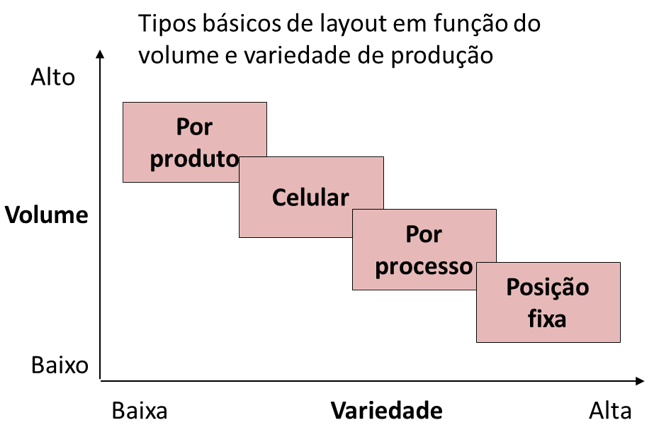 Tipos básicos de layout em função do
volume e variedade de produção
Alto
Por
produto
Celular
Volume
Por
processo
Posição
fixa
Baixo
Baixa
Variedade
Alta